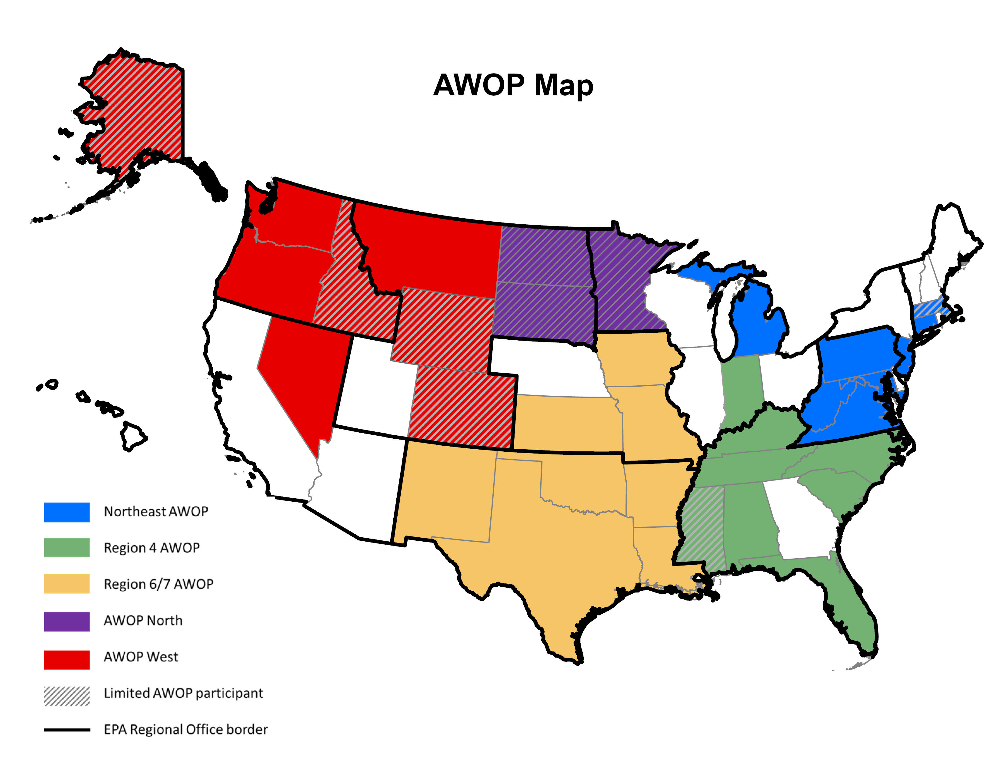 AWOP Map
Northeast AWOP
Region 4 AWOP
Region 6/7 AWOP
AWOP North
AWOP West
Limited AWOP participant
EPA Regional Office border